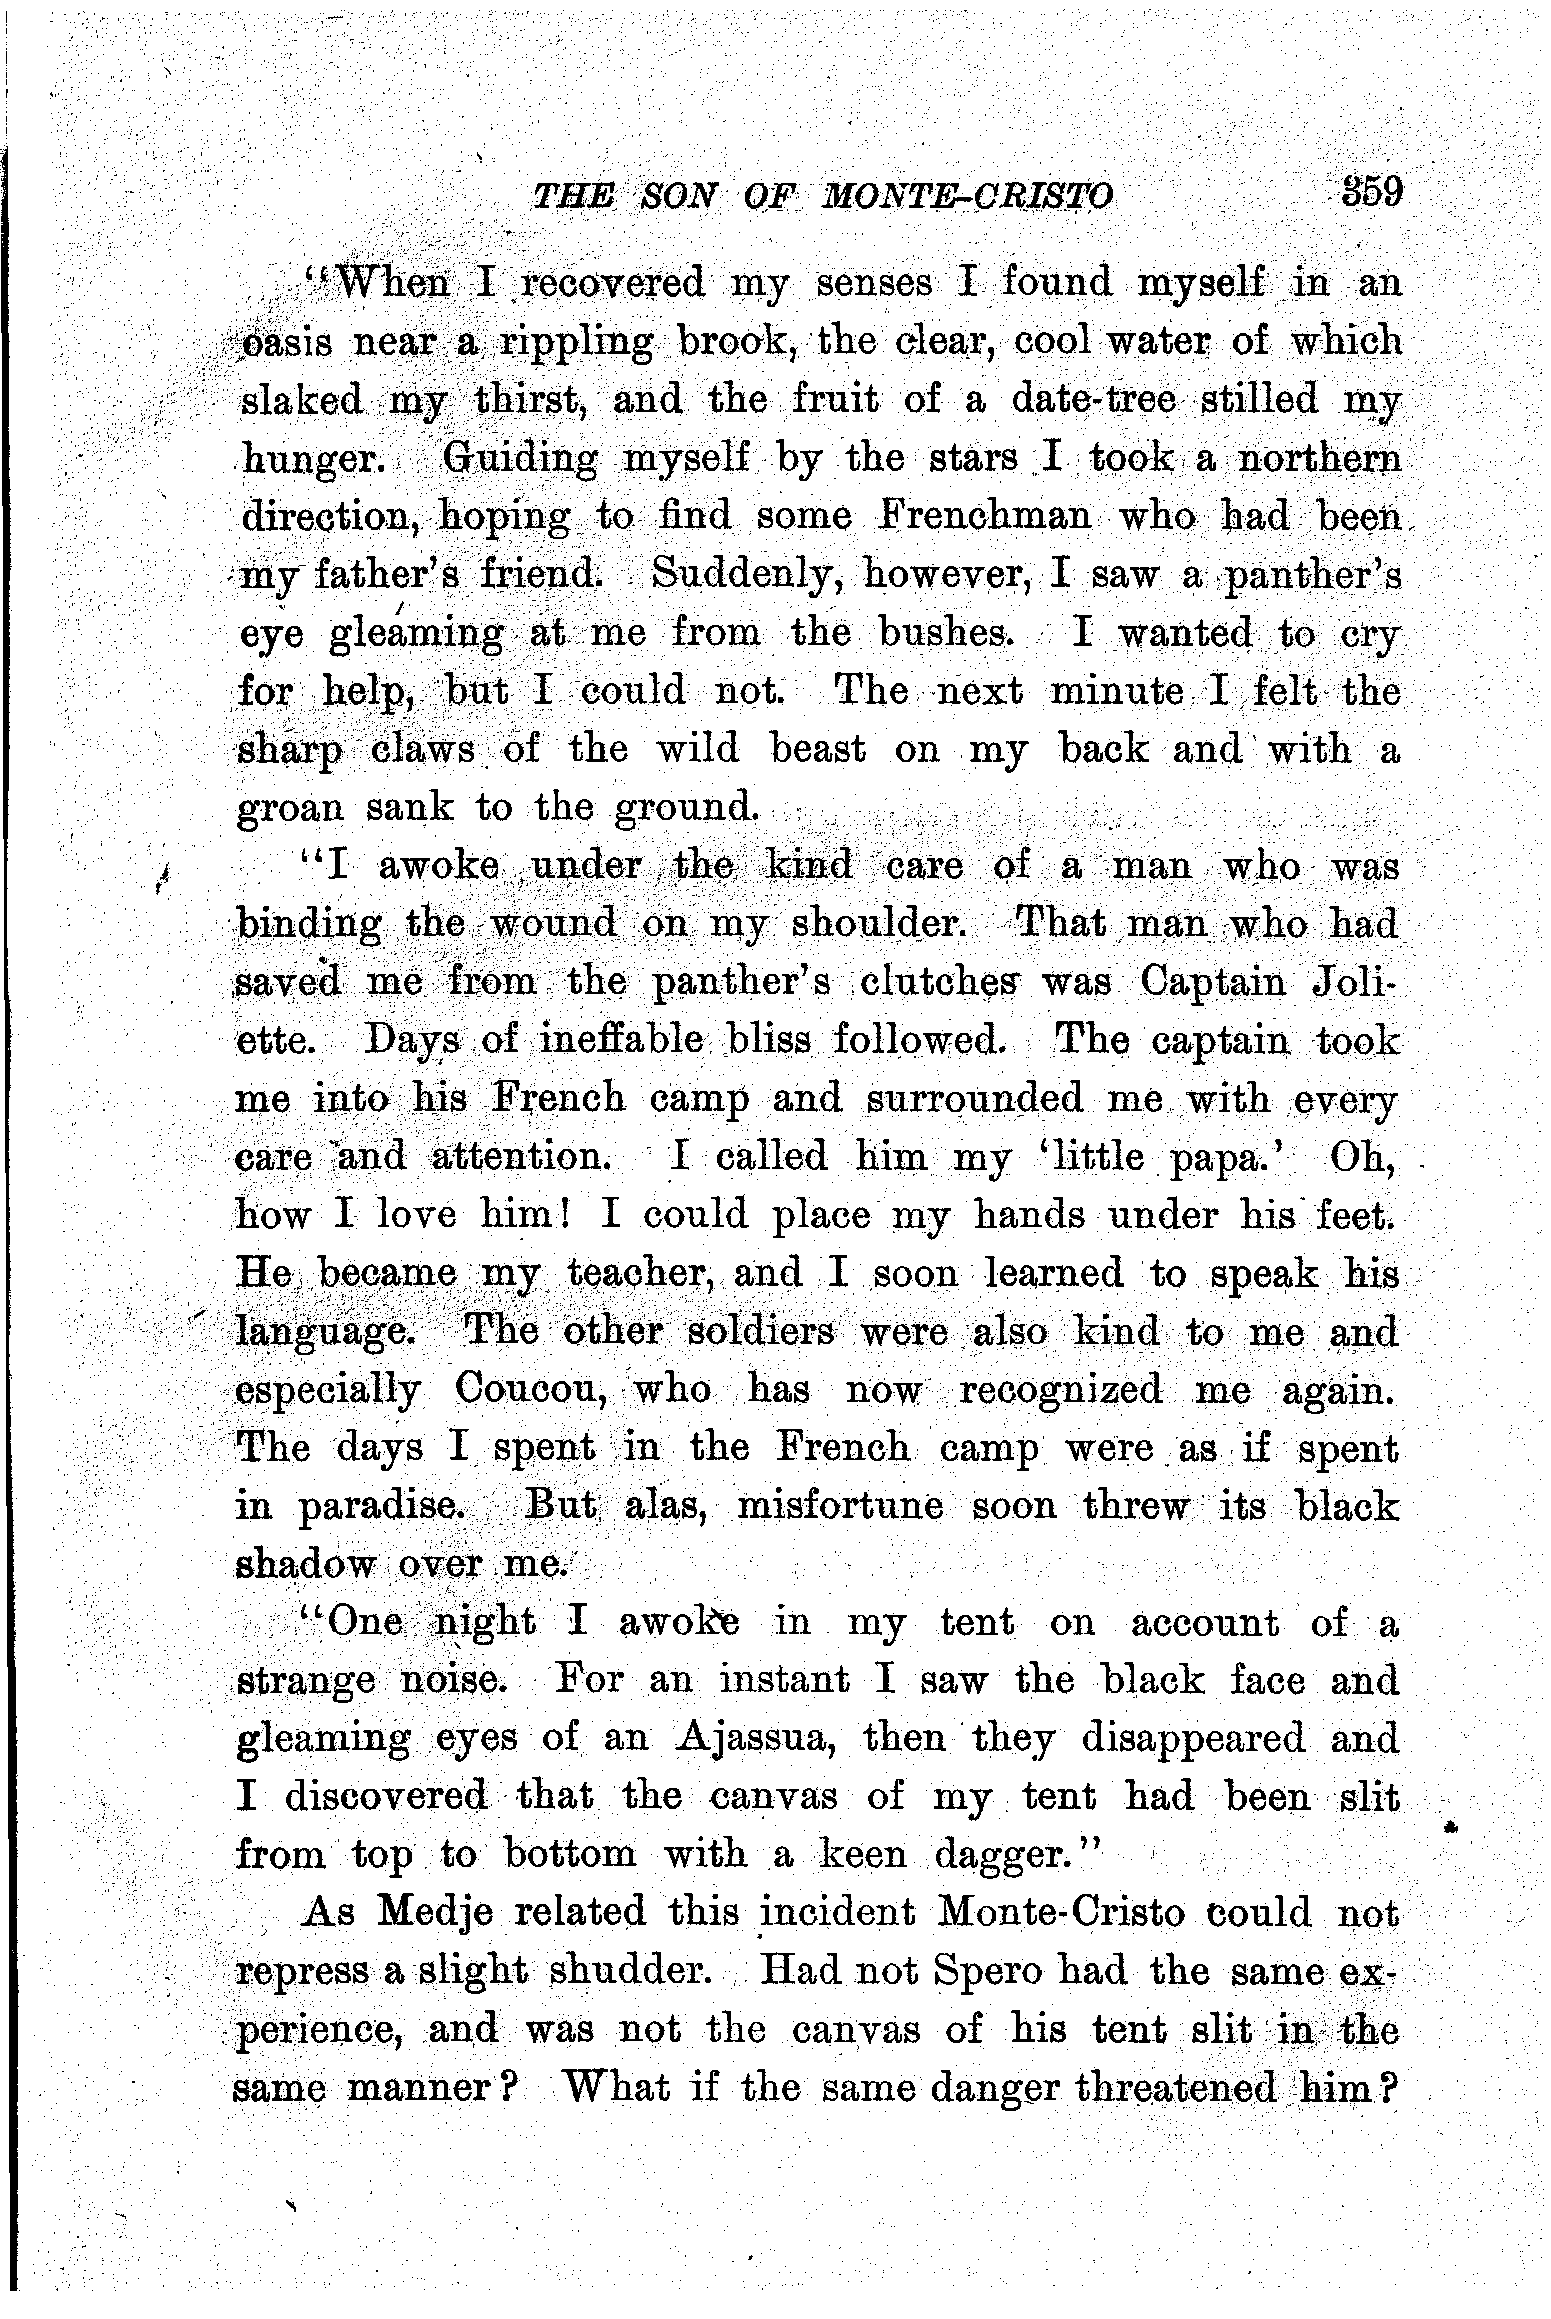 THE SON OF MONTE-CRISTO 359
"When I recovered my senses I found myself in an
oasis near a rippling brook, the clear, cool water of which
slaked my thirst, and the fruit of a date-tree stilled my
hunger. Guiding myself by the stars I took a northern
direction, hoping to find some Frenchman who had been
my father's friend. Suddenly, however, I saw a panther's
eye gleaming at me from the bushes. I wanted to cry
for help, but I could not. The next minute I felt the
sharp claws of the wild beast on my back and with a
groan sank to the ground.
"I awoke under the kind care of a man who was
binding the wound on my shoulder. That man who had
saved me from the panther's clutches was Captain Joli-
ette. Days of ineffable bliss followed. The captain took
me into his French camp and surrounded me with every
care and attention. I called him my 'little papa.' Oh,
how I love him! I could place my hands under his feet.
He became my teacher, and I soon learned to speak his
language. The other soldiers were also kind to me and
especially Coucou, who has now recognized me again.
The days I spent in the French camp were as if spent
in paradise. But alas, misfortune soon threw its black
shadow over me.
"One night I awoke in my tent on account of a
strange noise. For an instant I saw the black face and
gleaming eyes of an Ajassua, then they disappeared and
I discovered that the canvas of my tent had been slit
from top to bottom with a keen dagger."
As Medje related this incident Monte-Cristo could not
repress a slight shudder. Had not Spero had the same ex-
perience, and was not the canvas of his tent slit in the
same manner? What if the same danger threatened him?